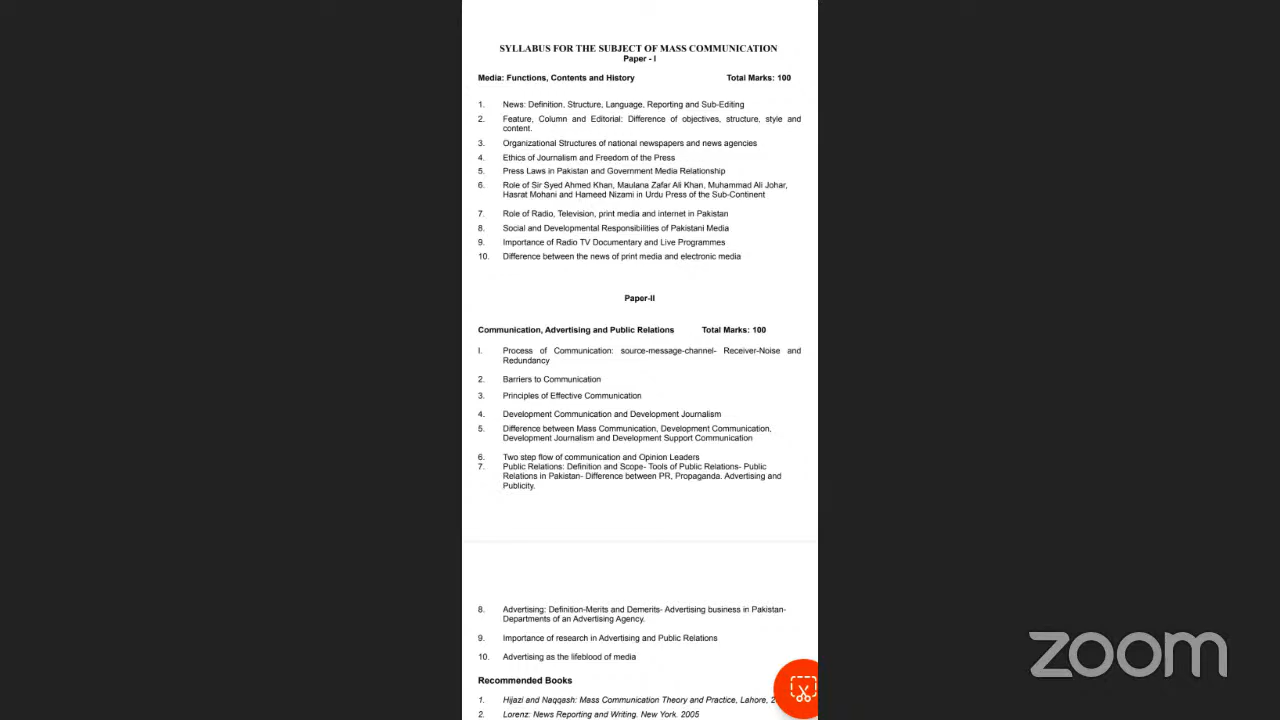 SYLLABUS FOR THE SUBJECT OF MASS COMMUNICATION
Paper - I
Media: Functions, Contents and History Total Marks: 100
1. News: Definition, Structure, Language, Reporting and Sub-Editing
2. Feature, Column and Editorial: Difference of objectives, structure, style and
content.
3. Organizational Structures of national newspapers and news agencies
4. Ethics of Journalism and Freedom of the Press
5. Press Laws in Pakistan and Government Media Relationship
6. Role of Sir Syed Ahmed Khan, Maulana Zafar Ali Khan, Muhammad Ali Johar,
Hasrat Mohani and Hameed Nizami in Urdu Press of the Sub-Continent
7. Role of Radio, Television, print media and internet in Pakistan
8. Social and Developmental Responsibilities of Pakistani Media
9. Importance of Radio TV Documentary and Live Programmes
10. Difference between the news of print media and electronic media
Paper-II
Communication, Advertising and Public Relations Total Marks: 100
I. Process of Communication: source-message-channel- Receiver-Noise and
Redundancy
2. Barriers to Communication
3. Principles of Effective Communication
4. Development Communication and Development Journalism
5. Difference between Mass Communication, Development Communication,
Development Journalism and Development Support Communication
6. Two step flow of communication and Opinion Leaders
7. Public Relations: Definition and Scope- Tools of Public Relations- Public
Relations in Pakistan- Difference between PR, Propaganda. Advertising and
Publicity.
8. Advertising: Definition-Merits and Demerits- Advertising business in Pakistan-
Departments of an Advertising Agency.
9. Importance of research in Advertising and Public Relations
10. Advertising as the lifeblood of media
Recommended Books
1. Hijazi and Naqqash: Mass Communication Theory and Practice, Lahore,
2. Lorenz: News Reporting and Writing. New York. 2005
zoom